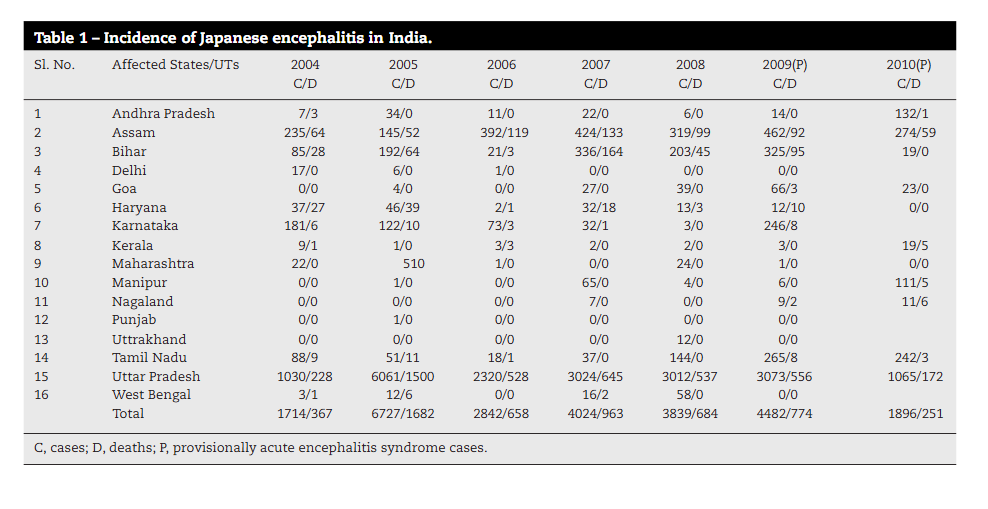 Table 1 – Incidence of Japanese encephalitis in India.
Sl. No. Affected States/UTs 2004 2005 2006 2007 2008 2009(P) 2010(P)
C/D C/D C/D C/D C/D C/D C/D
1 Andhra Pradesh 7/3 34/0 11/0 22/0 6/0 14/0 132/1
2 Assam 235/64 145/52 392/119 424/133 319/99 462/92 274/59
3 Bihar 85/28 192/64 21/3 336/164 203/45 325/95 19/0
4 Delhi 17/0 6/0 1/0 0/0 0/0 0/0
5 Goa 0/0 4/0 0/0 27/0 39/0 66/3 23/0
6 Haryana 37/27 46/39 2/1 32/18 13/3 12/10 0/0
7 Karnataka 181/6 122/10 73/3 32/1 3/0 246/8
8 Kerala 9/1 1/0 3/3 2/0 2/0 3/0 19/5
9 Maharashtra 22/0 510 1/0 0/0 24/0 1/0 0/0
10 Manipur 0/0 1/0 0/0 65/0 4/0 6/0 111/5
11 Nagaland 0/0 0/0 0/0 7/0 0/0 9/2 11/6
12 Punjab 0/0 1/0 0/0 0/0 0/0 0/0
13 Uttrakhand 0/0 0/0 0/0 0/0 12/0 0/0
14 Tamil Nadu 88/9 51/11 18/1 37/0 144/0 265/8 242/3
15 Uttar Pradesh 1030/228 6061/1500 2320/528 3024/645 3012/537 3073/556 1065/172
16 West Bengal 3/1 12/6 0/0 16/2 58/0 0/0
Total 1714/367 6727/1682 2842/658 4024/963 3839/684 4482/774 1896/251
C, cases; D, deaths; P, provisionally acute encephalitis syndrome cases.